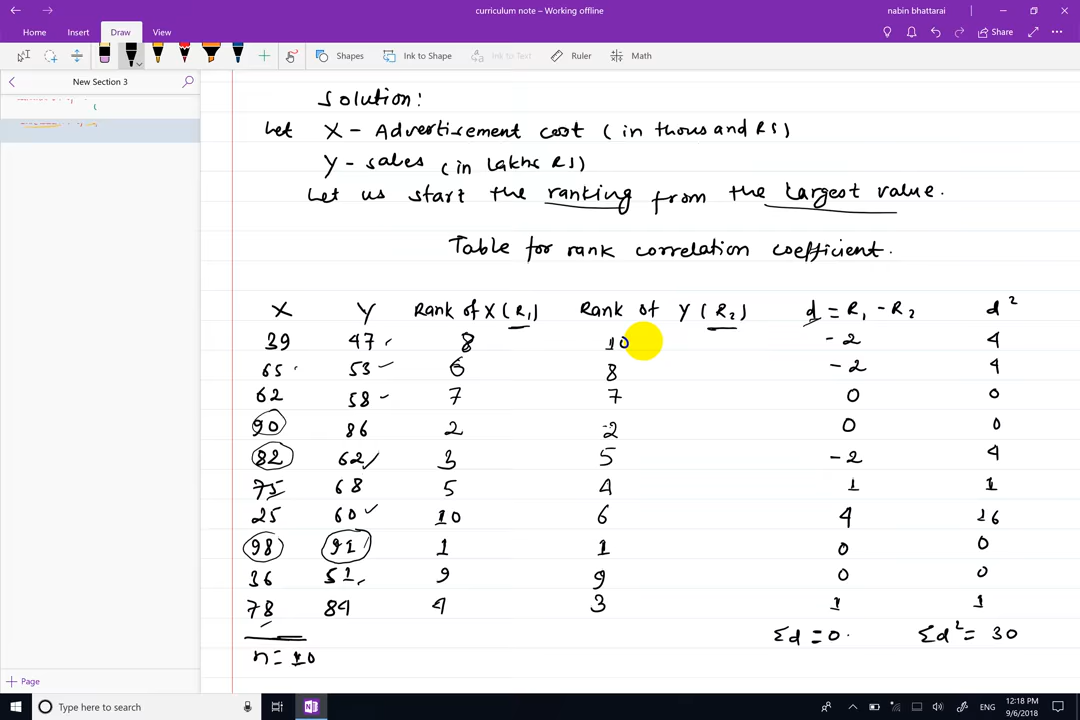 curriculum note – Working offline
nabin bhattarai
Home Insert Draw View
Share
Shapes Ink to Shape Ink to Text Ruler Math
New Section 3
Solution:
Let X - Advertisement cost (in thousand RS)
Y - sales (in Lakhs RS)
Let us start the ranking from the largest value.
Table for rank correlation coefficient.
X Y Rank of X (R1) Rank of Y (R2) d = R1 - R2 d²
39 47 8 10 -2 4
65 53 6 8 -2 4
62 58 7 7 0 0
90 86 2 2 0 0
82 62 3 5 -2 4
75 68 5 4 1 1
25 60 10 6 4 16
98 91 1 1 0 0
36 51 9 9 0 0
78 84 4 3 1 1
Σd = 0 Σd² = 30
n = 10
+ Page
Type here to search
ENG
12:18 PM
9/6/2018